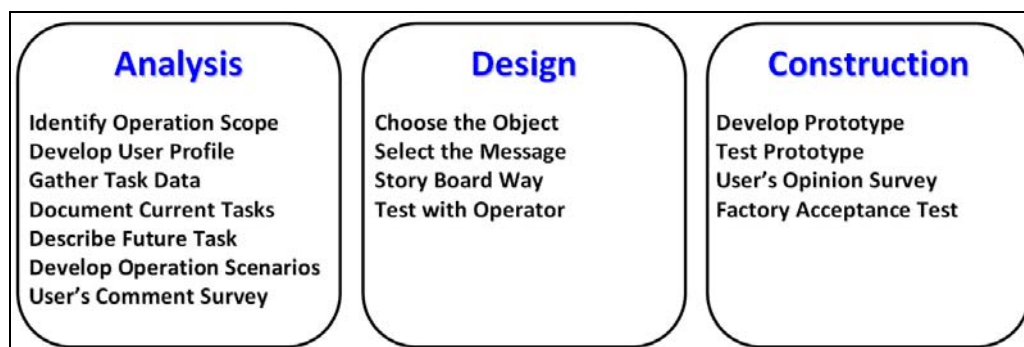 Analysis
Identify Operation Scope
Develop User Profile
Gather Task Data
Document Current Tasks
Describe Future Task
Develop Operation Scenarios
User's Comment Survey
Design
Choose the Object
Select the Message
Story Board Way
Test with Operator
Construction
Develop Prototype
Test Prototype
User's Opinion Survey
Factory Acceptance Test